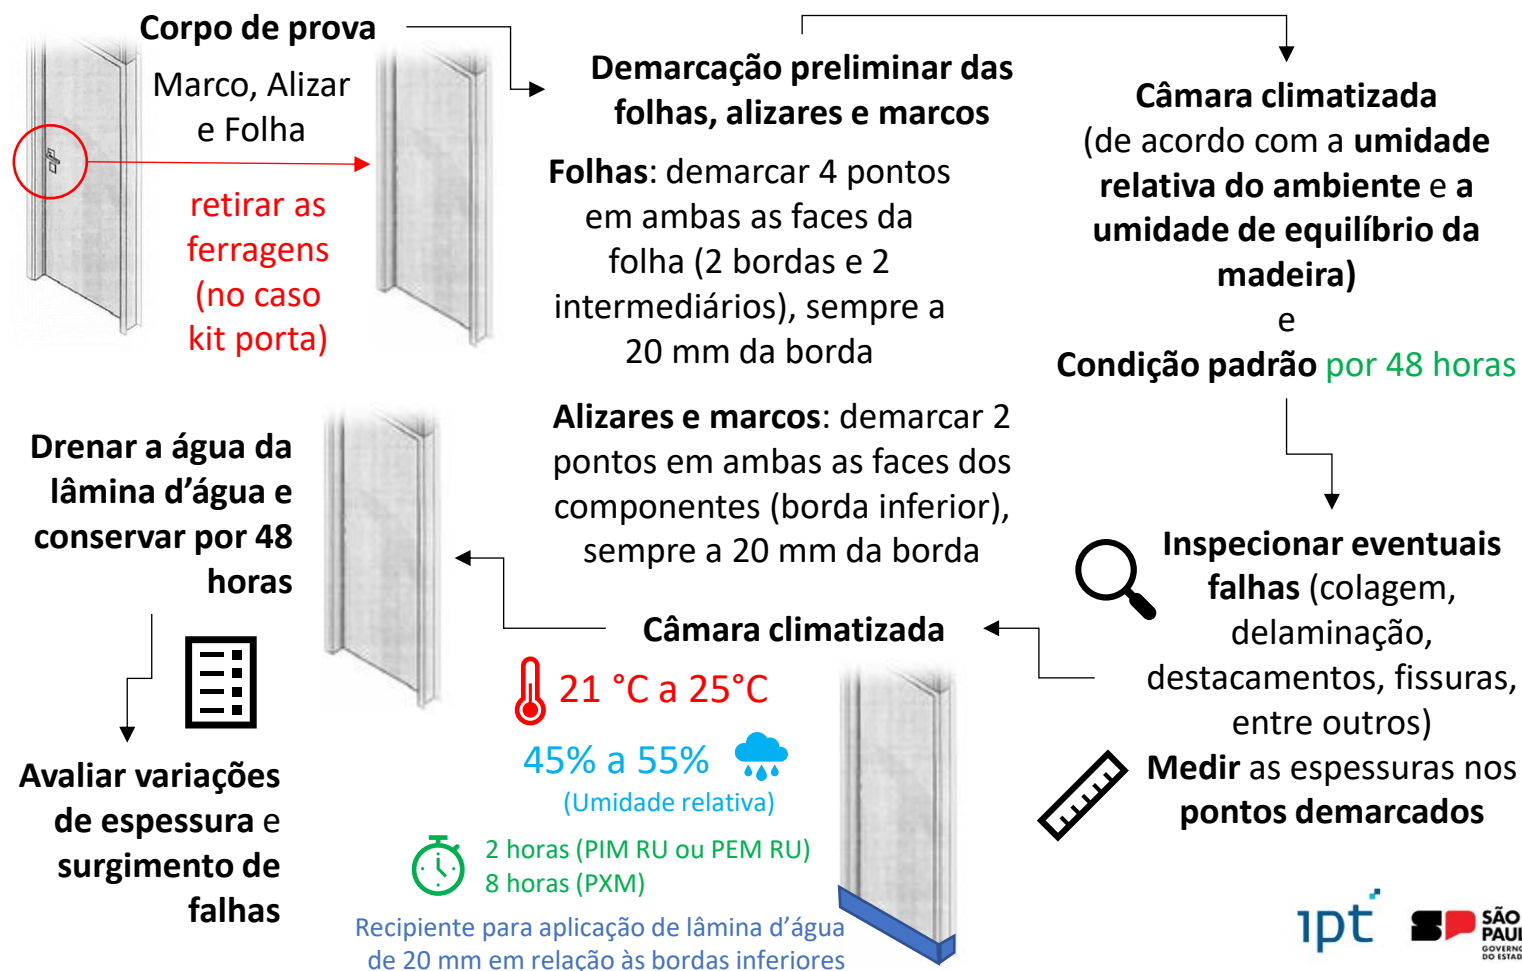 Corpo de prova
Marco, Alizar
e Folha
retirar as
ferragens
(no caso
kit porta)
Demarcação preliminar das
folhas, alizares e marcos
Folhas: demarcar 4 pontos
em ambas as faces da
folha (2 bordas e 2
intermediários), sempre a
20 mm da borda
Alizares e marcos: demarcar 2
pontos em ambas as faces dos
componentes (borda inferior),
sempre a 20 mm da borda
Câmara climatizada
(de acordo com a umidade
relativa do ambiente e a
umidade de equilíbrio da
madeira)
e
Condição padrão por 48 horas
Inspecionar eventuais
falhas (colagem,
delaminação,
destacamentos, fissuras,
entre outros)
Medir as espessuras nos
pontos demarcados
Câmara climatizada
21 °C a 25°C
45% a 55%
(Umidade relativa)
2 horas (PIM RU ou PEM RU)
8 horas (PXM)
Recipiente para aplicação de lâmina d'água
de 20 mm em relação às bordas inferiores
Drenar a água da
lâmina d'água e
conservar por 48
horas
Avaliar variações
de espessura e
surgimento de
falhas
ipt
SP
SÃO
PAUL
GOVERNO
DO ESTAD